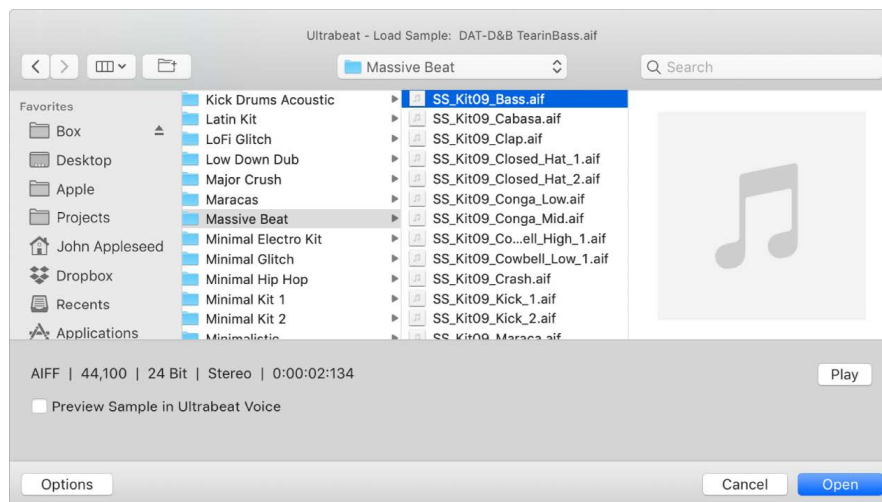 Ultrabeat - Load Sample: DAT-D&B TearinBass.aif
Massive Beat
Search
Favorites
Box
Desktop
Apple
Projects
John Appleseed
Dropbox
Recents
Applications
Kick Drums Acoustic
Latin Kit
LoFi Glitch
Low Down Dub
Major Crush
Maracas
Massive Beat
Minimal Electro Kit
Minimal Glitch
Minimal Hip Hop
Minimal Kit 1
Minimal Kit 2
Minimalistic
SS_Kit09_Bass.aif
SS_Kit09_Cabasa.aif
SS_Kit09_Clap.aif
SS_Kit09_Closed_Hat_1.aif
SS_Kit09_Closed_Hat_2.aif
SS_Kit09_Conga_Low.aif
SS_Kit09_Conga_Mid.aif
SS_Kit09_Co...ell_High_1.aif
SS_Kit09_Cowbell_Low_1.aif
SS_Kit09_Crash.aif
SS_Kit09_Kick_1.aif
SS_Kit09_Kick_2.aif
SS_Kit09_Maraca.aif
AIFF | 44,100 | 24 Bit | Stereo | 0:00:02:134
Play
Preview Sample in Ultrabeat Voice
Options
Cancel
Open